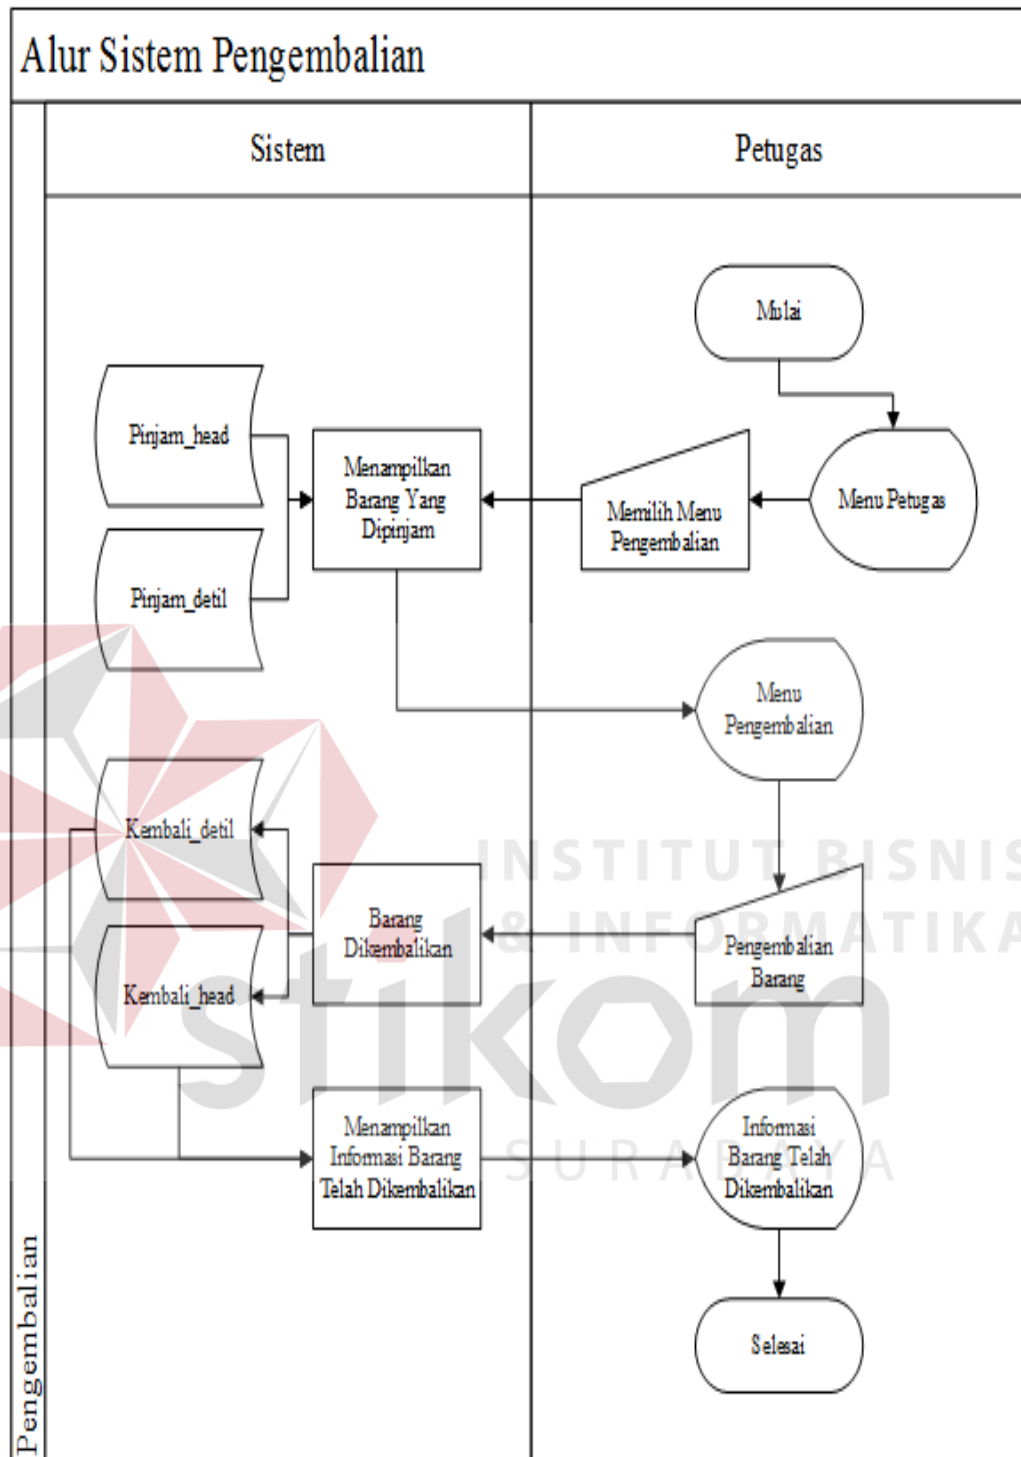 Alur Sistem Pengembalian
Sistem
Petugas
Mulai
Pinjam_head
Menampilkan
Barang Yang
Dipinjam
Memilih Menu
Pengembalian
Menu Petugas
Pinjam_detil
Menu
Pengembalian
Kembali_detil
INSTITUT BISNIS
& INFORMATIKA
Barang
Dikembalikan
Pengembalian
Barang
Kembali_head
stikom
SURABAYA
Menampilkan
Informasi Barang
Telah Dikembalikan
Informasi
Barang Telah
Dikembalikan
Selesai
Pengembalian